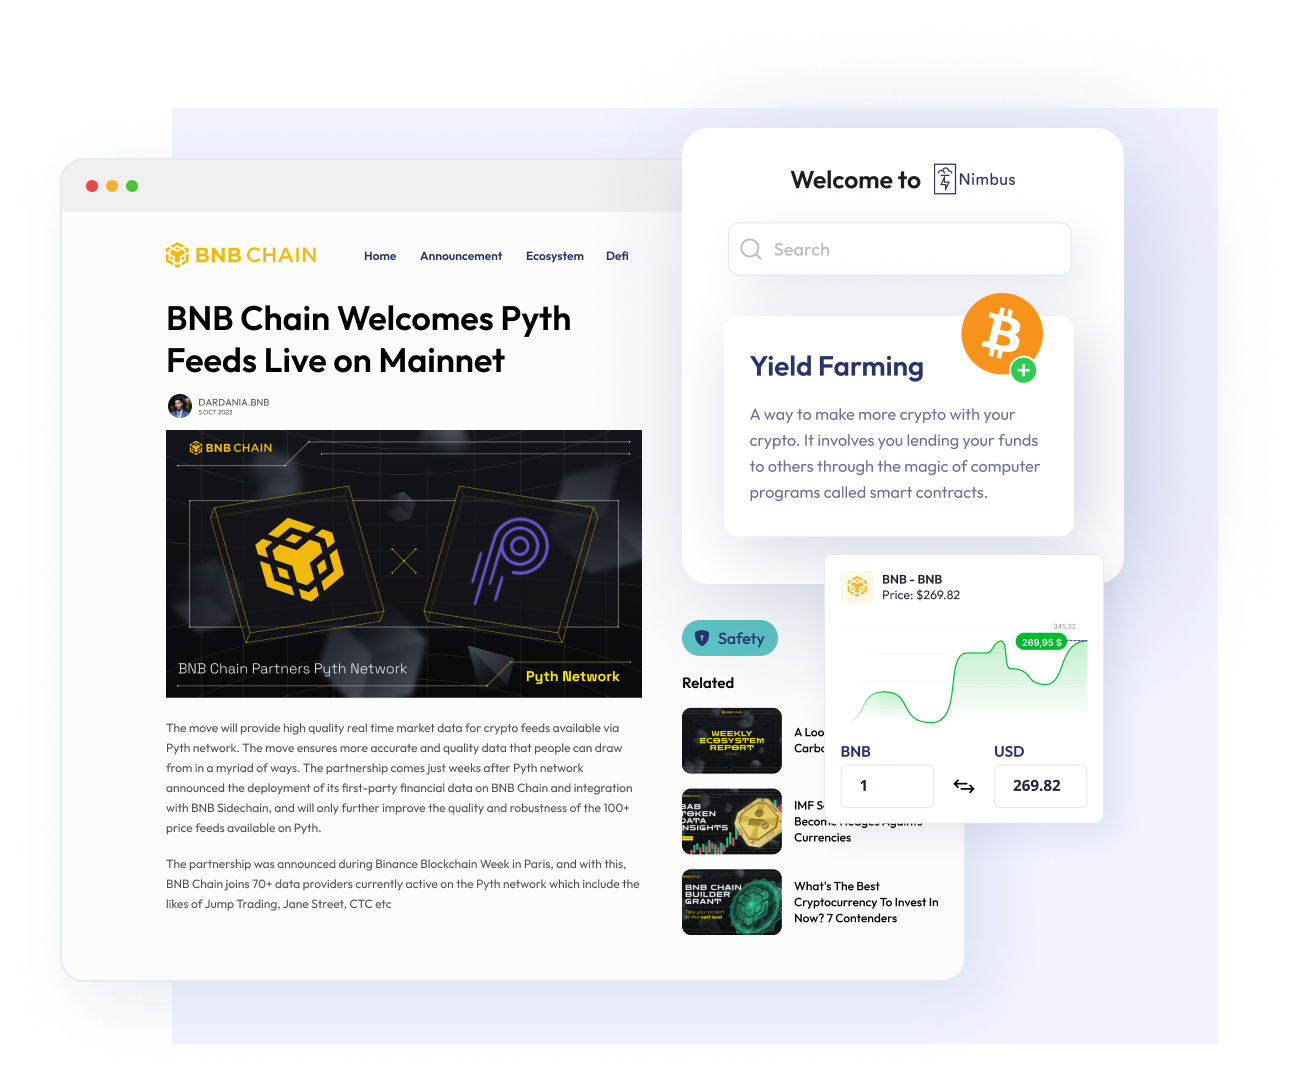 Welcome to Nimbus
Search
Yield Farming
A way to make more crypto with your
crypto. It involves you lending your funds
to others through the magic of computer
programs called smart contracts.
BNB CHAIN
Home Announcement Ecosystem Defi
BNB Chain Welcomes Pyth
Feeds Live on Mainnet
DARDANIA.BNB
5 OCT 2022
BNB CHAIN
BNB Chain Partners Pyth Network
Pyth Network
The move will provide high quality real time market data for crypto feeds available via
Pyth network. The move ensures more accurate and quality data that people can draw
from in a myriad of ways. The partnership comes just weeks after Pyth network
announced the deployment of its first-party financial data on BNB Chain and integration
with BNB Sidechain, and will only further improve the quality and robustness of the 100+
price feeds available on Pyth.
The partnership was announced during Binance Blockchain Week in Paris, and with this,
BNB Chain joins 70+ data providers currently active on the Pyth network which include the
likes of Jump Trading, Jane Street, CTC etc
BNB - BNB
Price: $269.82
345,32
269,95 $
BNB USD
1 269.82
Safety
Related
WEEKLY
ECOSYSTEM
REPORT
A Loo
Carbo
BAB
TOKEN
DATA
INSIGHTS
IMF S
Become Hedges Againts
Currencies
BNB CHAIN
BUILDER
GRANT
Take your project
to the next level
What's The Best
Cryptocurrency To Invest In
Now? 7 Contenders